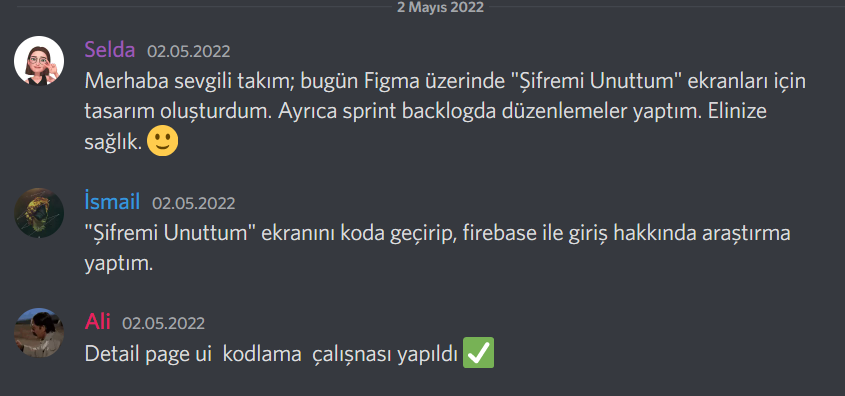 2 Mayıs 2022
Selda 02.05.2022
Merhaba sevgili takım; bugün Figma üzerinde "Şifremi Unuttum" ekranları için
tasarım oluşturdum. Ayrıca sprint backlogda düzenlemeler yaptım. Elinize
sağlık. 🙂
İsmail 02.05.2022
"Şifremi Unuttum" ekranını koda geçirip, firebase ile giriş hakkında araştırma
yaptım.
Ali 02.05.2022
Detail page ui kodlama çalışnası yapıldı ✅